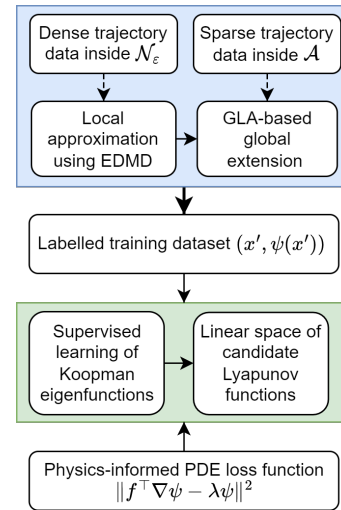 Dense trajectory
data inside 𝒩_ε
Sparse trajectory
data inside 𝒜
Local
approximation
using EDMD
GLA-based
global
extension
Labelled training dataset (x′, ψ(x′))
Supervised
learning of
Koopman
eigenfunctions
Linear space of
candidate
Lyapunov
functions
Physics-informed PDE loss function
‖f^⊤∇ψ − λψ‖²